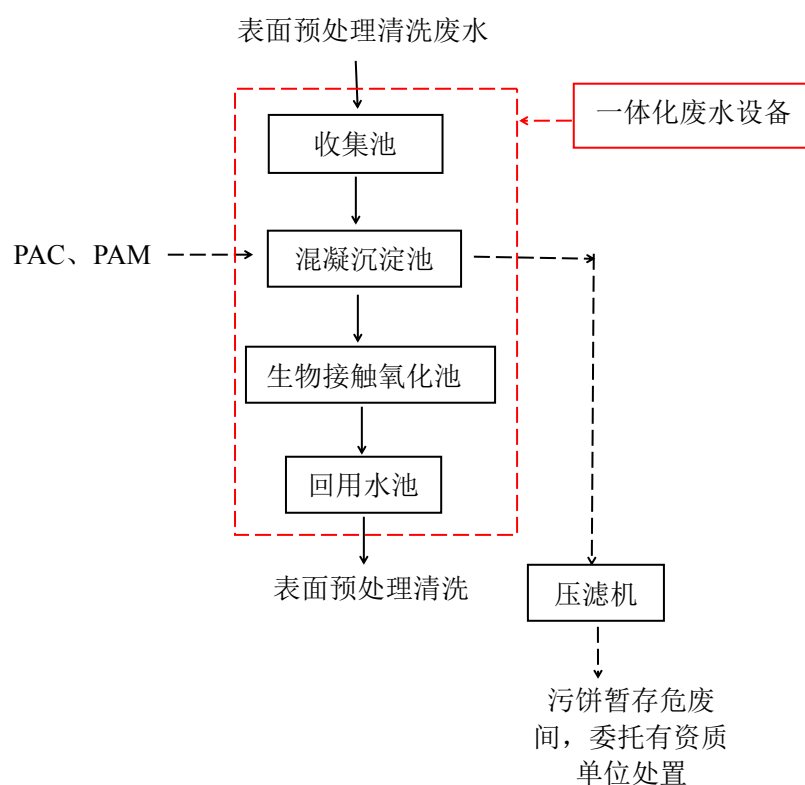 表面预处理清洗废水
一体化废水设备
收集池
PAC、PAM
混凝沉淀池
生物接触氧化池
回用水池
表面预处理清洗
压滤机
污饼暂存危废
间，委托有资质
单位处置